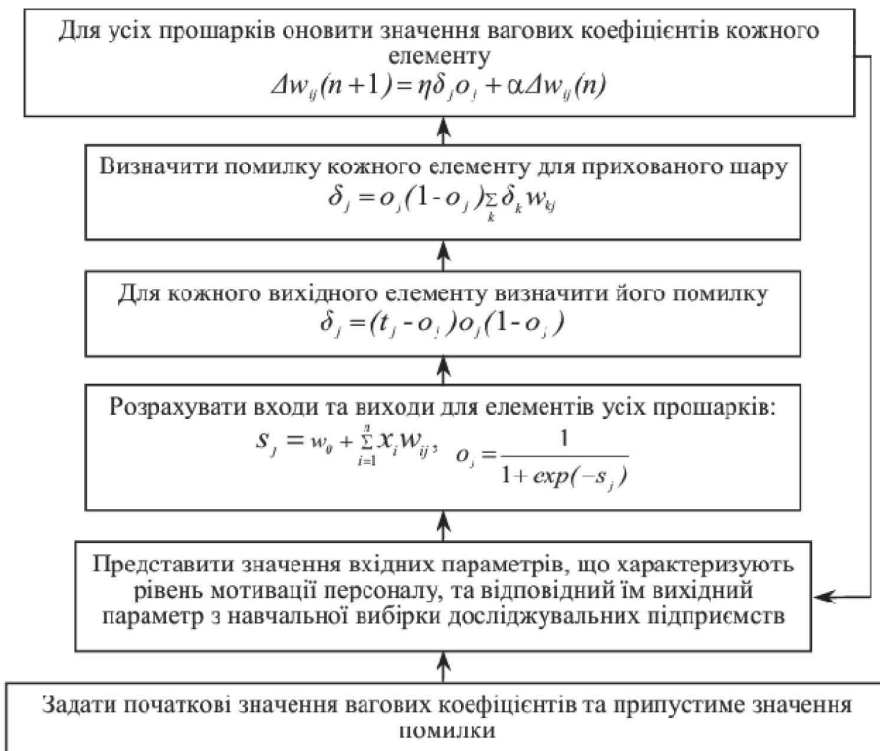 Для усіх прошарків оновити значення вагових коефіцієнтів кожного
елементу
Δw_ij(n+1) = ηδ_j o_j + αΔw_ij(n)
Визначити помилку кожного елементу для прихованого шару
δ_j = o_j(1 - o_j) Σ_k δ_k w_kj
Для кожного вихідного елементу визначити його помилку
δ_j = (t_j - o_j) o_j(1 - o_j)
Розрахувати входи та виходи для елементів усіх прошарків:
s_j = w_0 + Σ_{i=1}^{n} x_i w_ij, o_j = 1 / (1 + exp(-s_j))
Представити значення вхідних параметрів, що характеризують
рівень мотивації персоналу, та відповідний їм вихідний
параметр з навчальної вибірки досліджувальних підприємств
Задати початкові значення вагових коефіцієнтів та припустиме значення
помилки